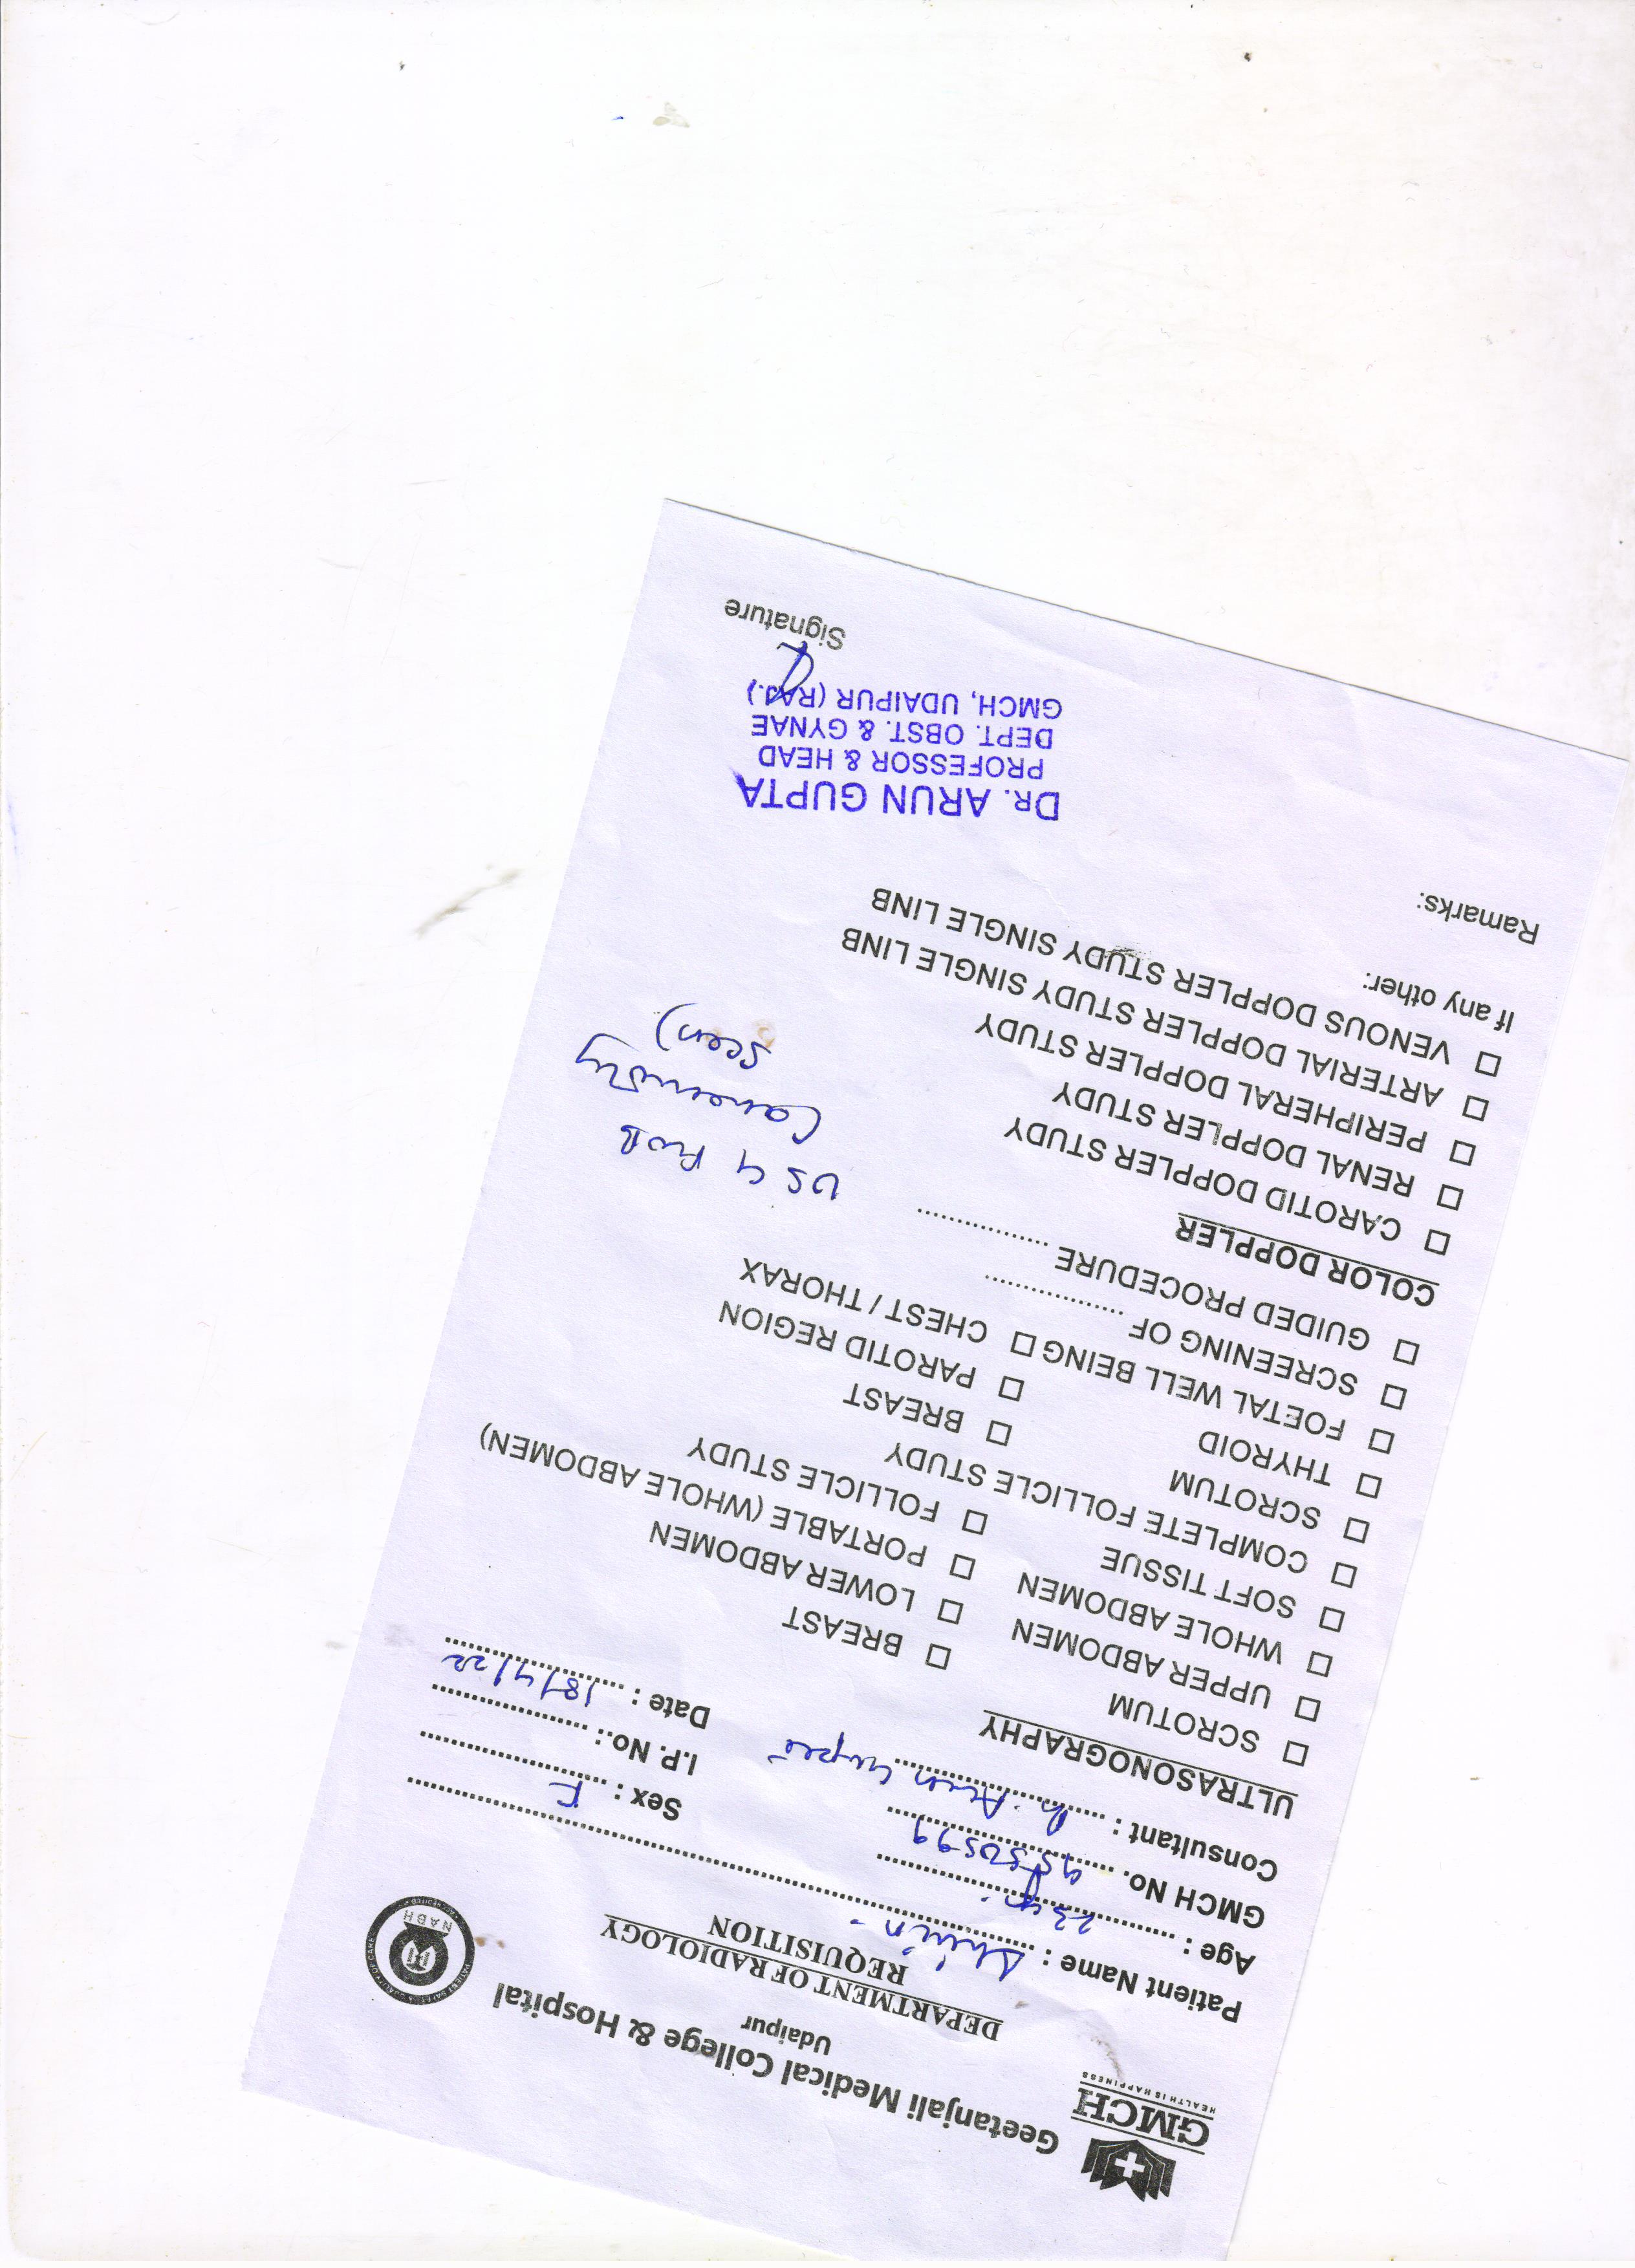 GMCH
HEALTH IS HAPPINESS
Geetanjali Medical College & Hospital
Udaipur
DEPARTMENT OF RADIOLOGY
REQUISITION
NABH
Patient Name :
Age : 23 yr Sex : F
GMCH No. I.P. No.:
Consultant : Dr. Arun Gupta Date : 18/4/22
ULTRASONOGRAPHY
SCROTUM BREAST
UPPER ABDOMEN LOWER ABDOMEN
WHOLE ABDOMEN PORTABLE (WHOLE ABDOMEN)
SOFT TISSUE FOLLICLE STUDY
COMPLETE FOLLICLE STUDY
SCROTUM BREAST
THYROID PAROTID REGION
FOETAL WELL BEING CHEST / THORAX
SCREENING OF
GUIDED PROCEDURE
COLOR DOPPLER
CAROTID DOPPLER STUDY
RENAL DOPPLER STUDY
PERIPHERAL DOPPLER STUDY
ARTERIAL DOPPLER STUDY SINGLE LINB
VENOUS DOPPLER STUDY SINGLE LINB
USG
Scan)
If any other:
Ramarks:
DR. ARUN GUPTA
PROFESSOR & HEAD
DEPT. OBST. & GYNAE
GMCH, UDAIPUR (RAJ.)
Signature